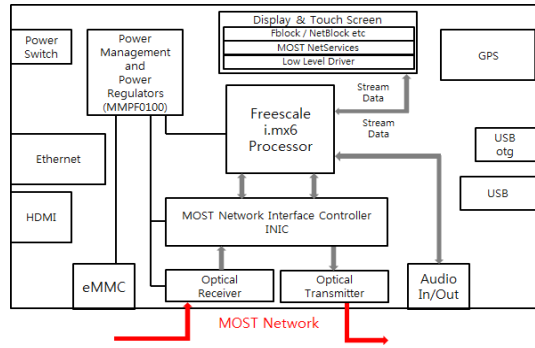 Display & Touch Screen
Fblock / NetBlock etc
MOST NetServices
Low Level Driver
Power
Switch
Power
Management
and
Power
Regulators
(MMPF0100)
GPS
Stream
Data
Freescale
i.mx6
Processor
Stream
Data
Ethernet
USB
otg
USB
HDMI
MOST Network Interface Controller
INIC
eMMC
Optical
Receiver
Optical
Transmitter
Audio
In/Out
MOST Network